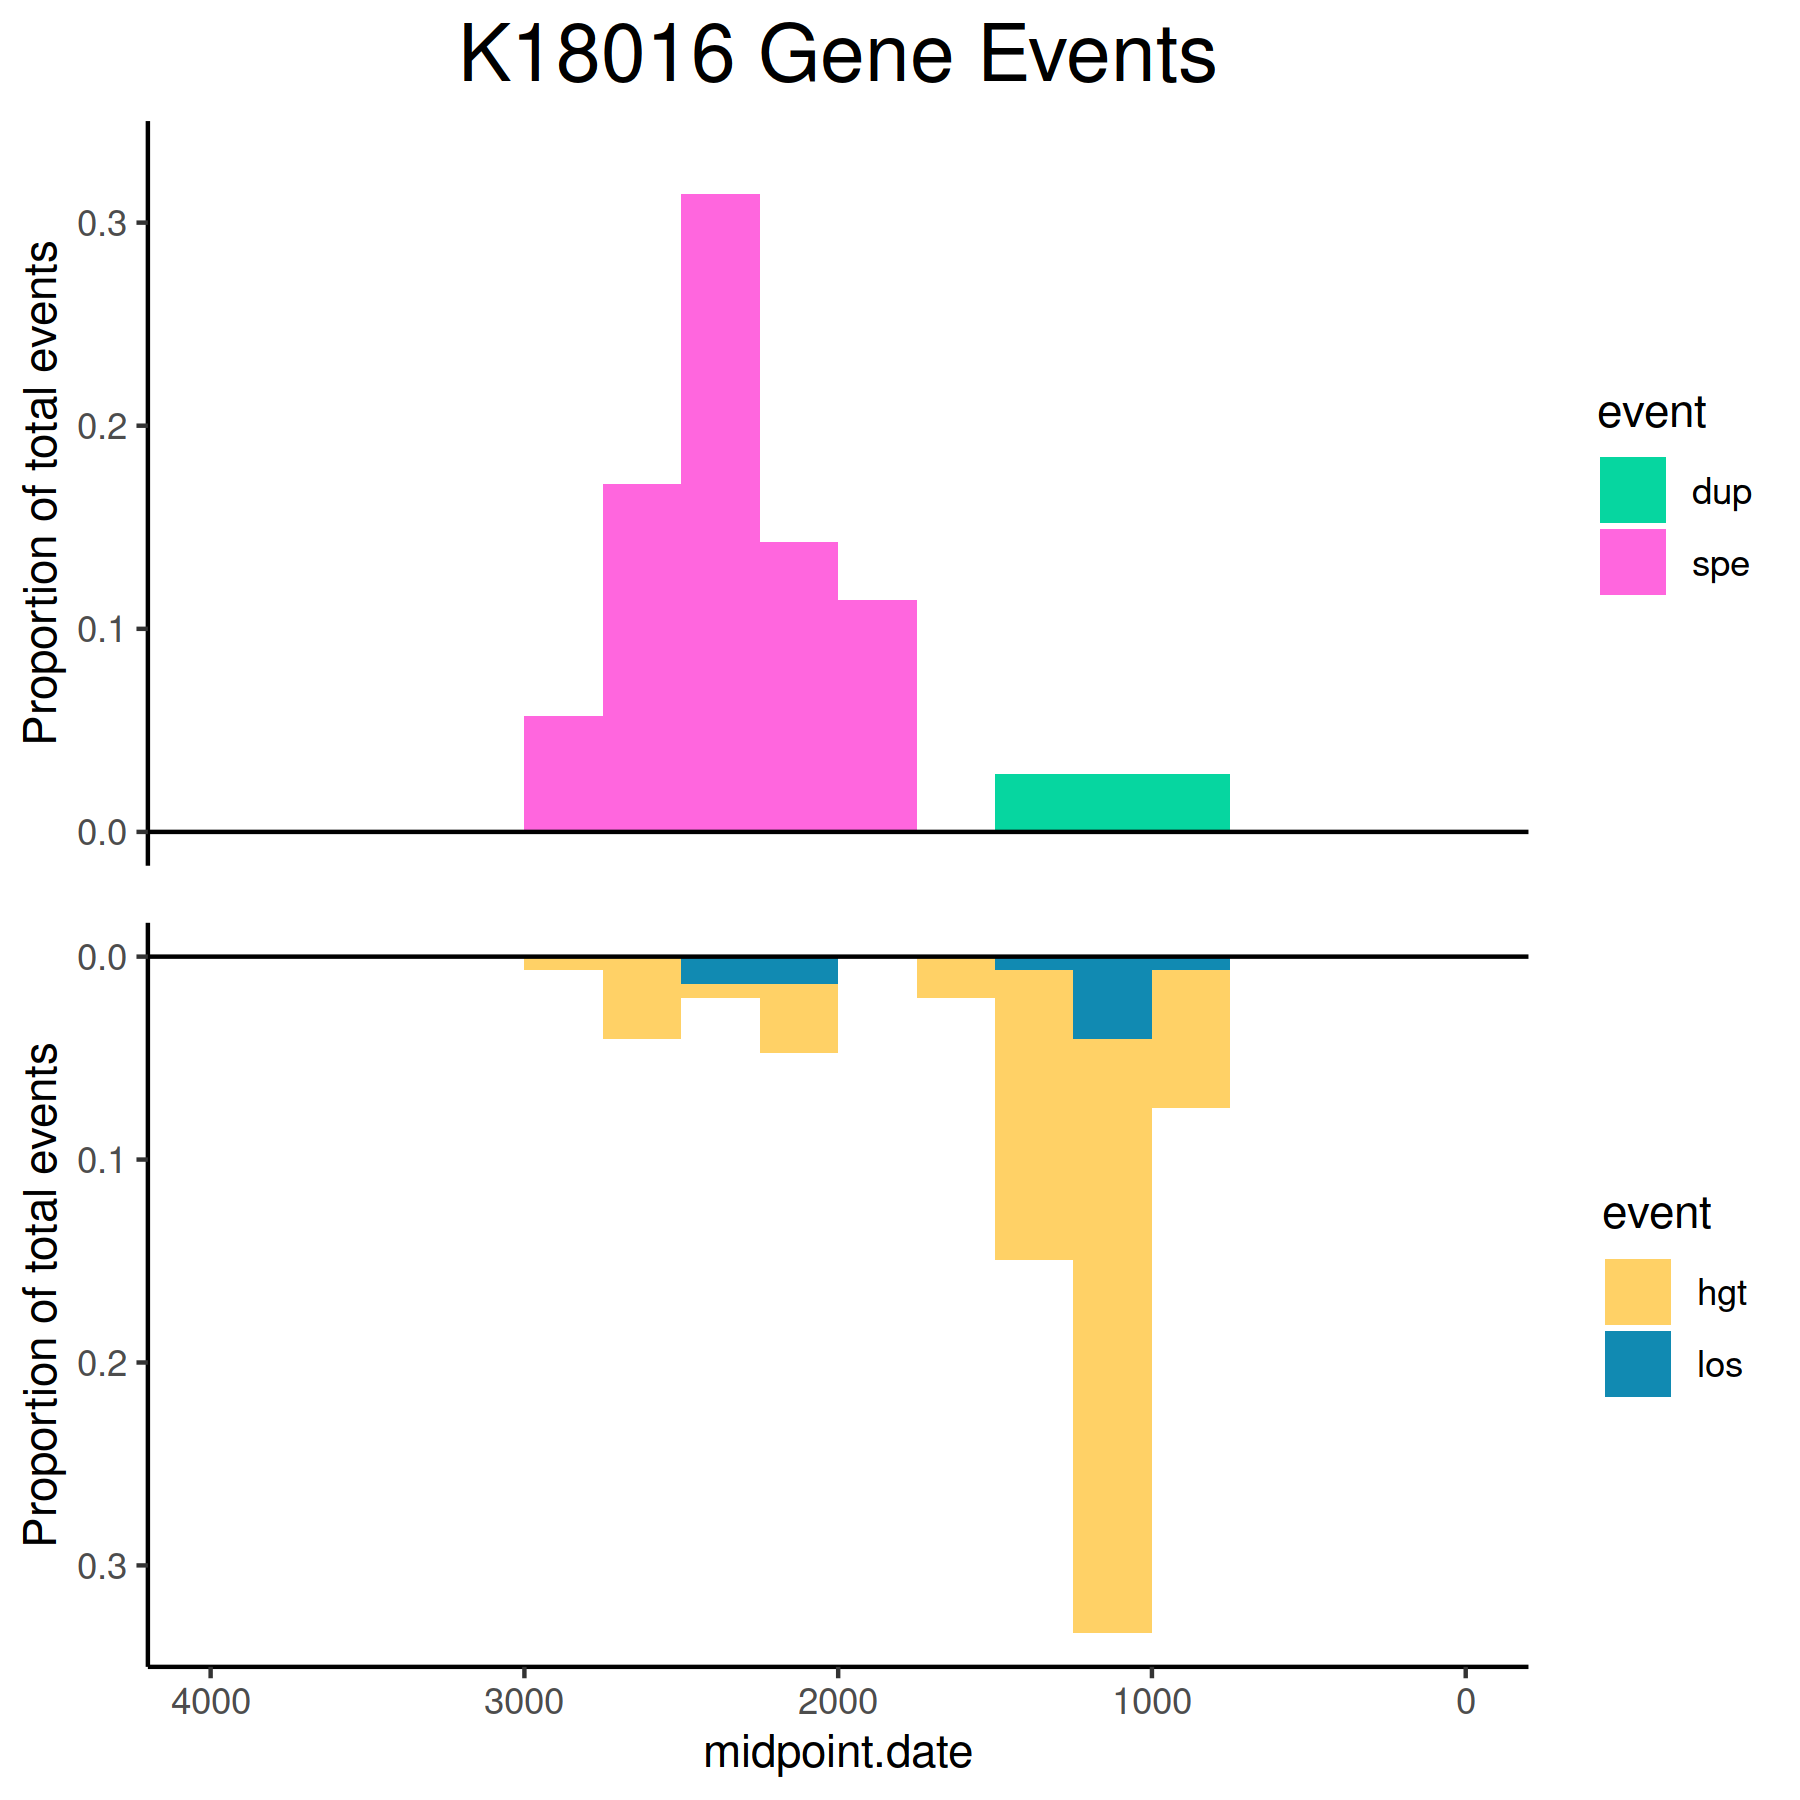 K18016 Gene Events
Proportion of total events
0.3
0.2
0.1
0.0
event
dup
spe
Proportion of total events
0.0
0.1
0.2
0.3
event
hgt
los
4000 3000 2000 1000 0
midpoint.date